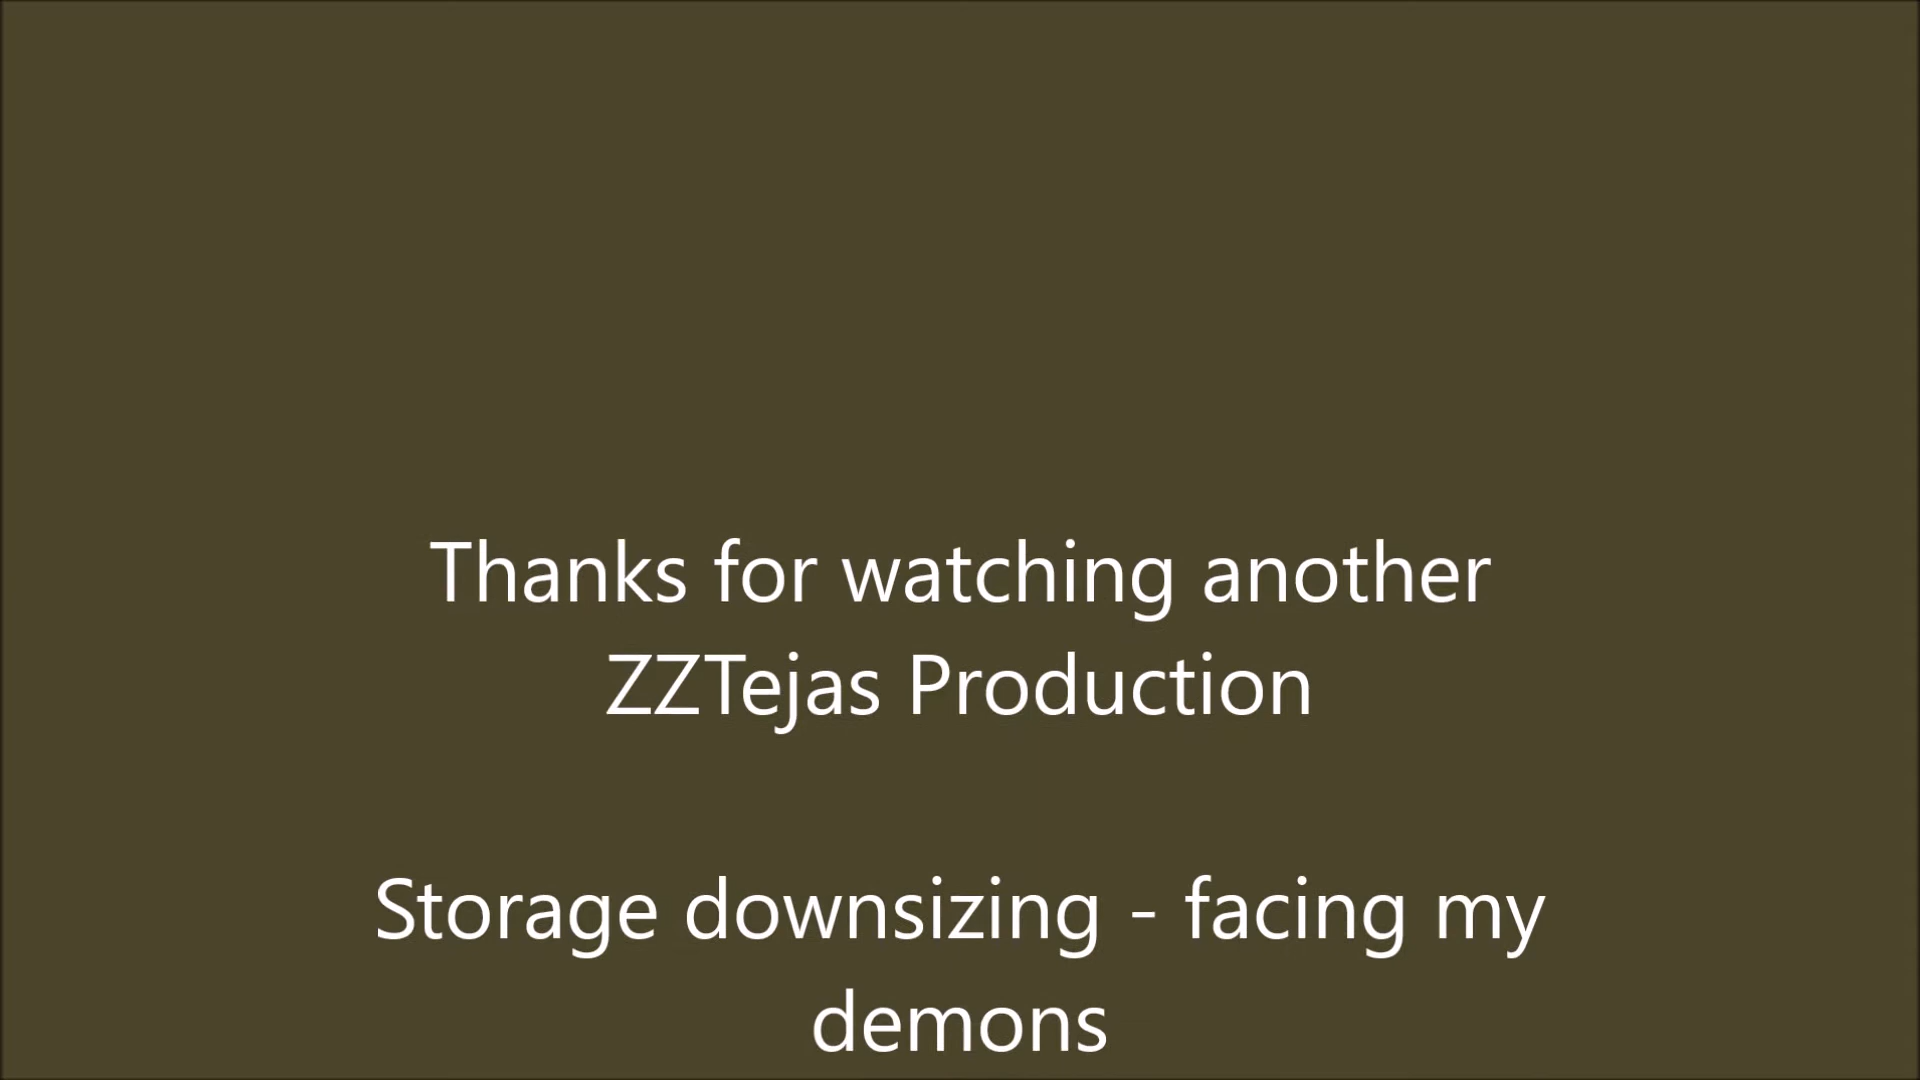 Thanks for watching another
ZZTejas Production
Storage downsizing - facing my
demons